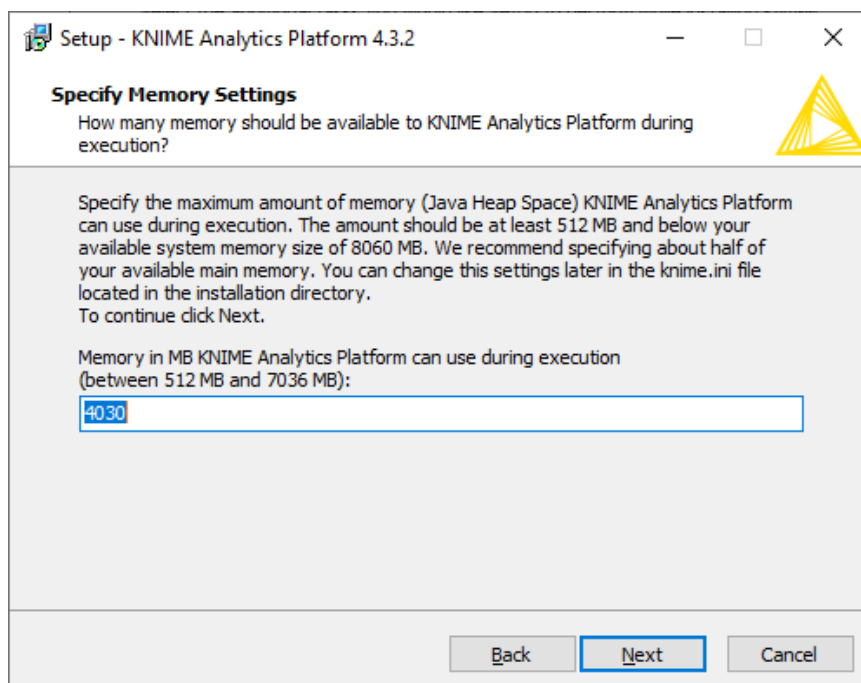 Setup - KNIME Analytics Platform 4.3.2
Specify Memory Settings
How many memory should be available to KNIME Analytics Platform during
execution?
Specify the maximum amount of memory (Java Heap Space) KNIME Analytics Platform
can use during execution. The amount should be at least 512 MB and below your
available system memory size of 8060 MB. We recommend specifying about half of
your available main memory. You can change this settings later in the knime.ini file
located in the installation directory.
To continue click Next.
Memory in MB KNIME Analytics Platform can use during execution
(between 512 MB and 7036 MB):
4030
Back
Next
Cancel